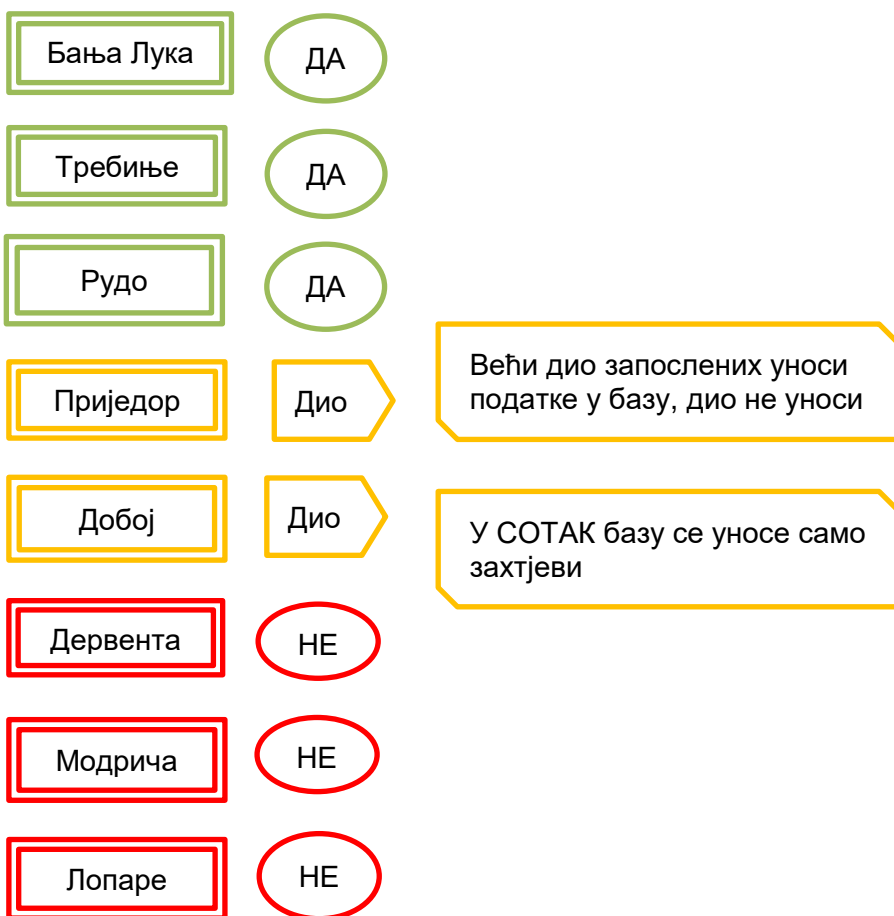 Бања Лука ДА
Требиње ДА
Рудо ДА
Приједор Дио
Већи дио запослених уноси
податке у базу, дио не уноси
Добој Дио
У СОТАК базу се уносе само
захтјеви
Дервента НЕ
Модрича НЕ
Лопаре НЕ